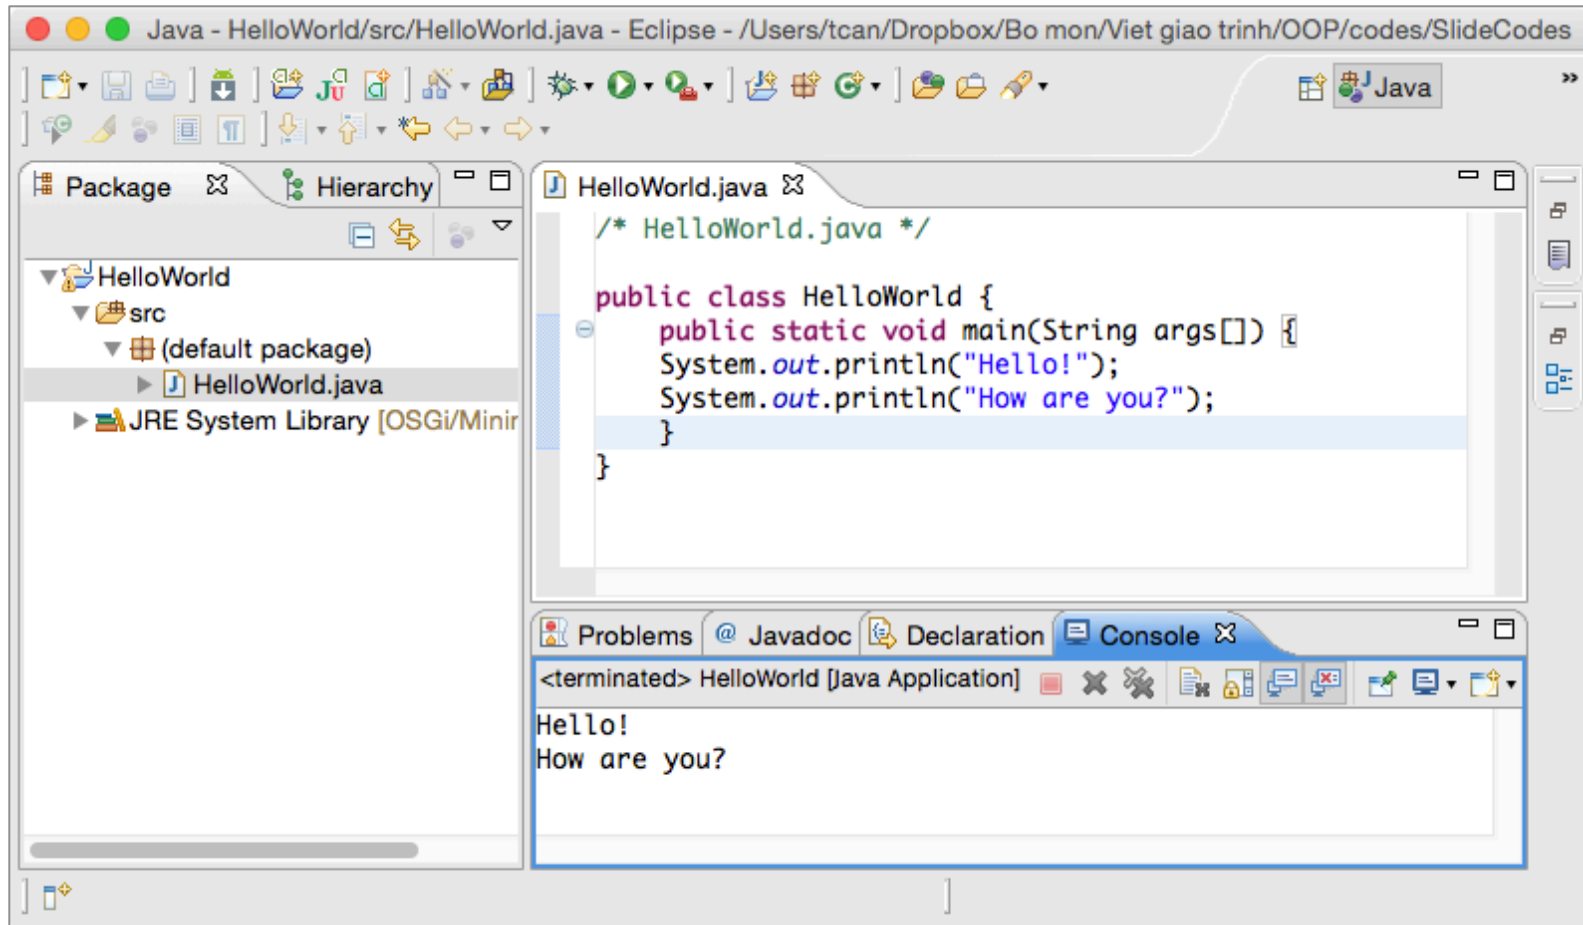 Java - HelloWorld/src/HelloWorld.java - Eclipse - /Users/tcan/Dropbox/Bo mon/Viet giao trinh/OOP/codes/SlideCodes
Java
Package
Hierarchy
HelloWorld
src
(default package)
HelloWorld.java
JRE System Library [OSGi/Minir
HelloWorld.java
/* HelloWorld.java */
public class HelloWorld {
public static void main(String args[]) {
System.out.println("Hello!");
System.out.println("How are you?");
}
}
Problems @ Javadoc Declaration Console
<terminated> HelloWorld [Java Application]
Hello!
How are you?